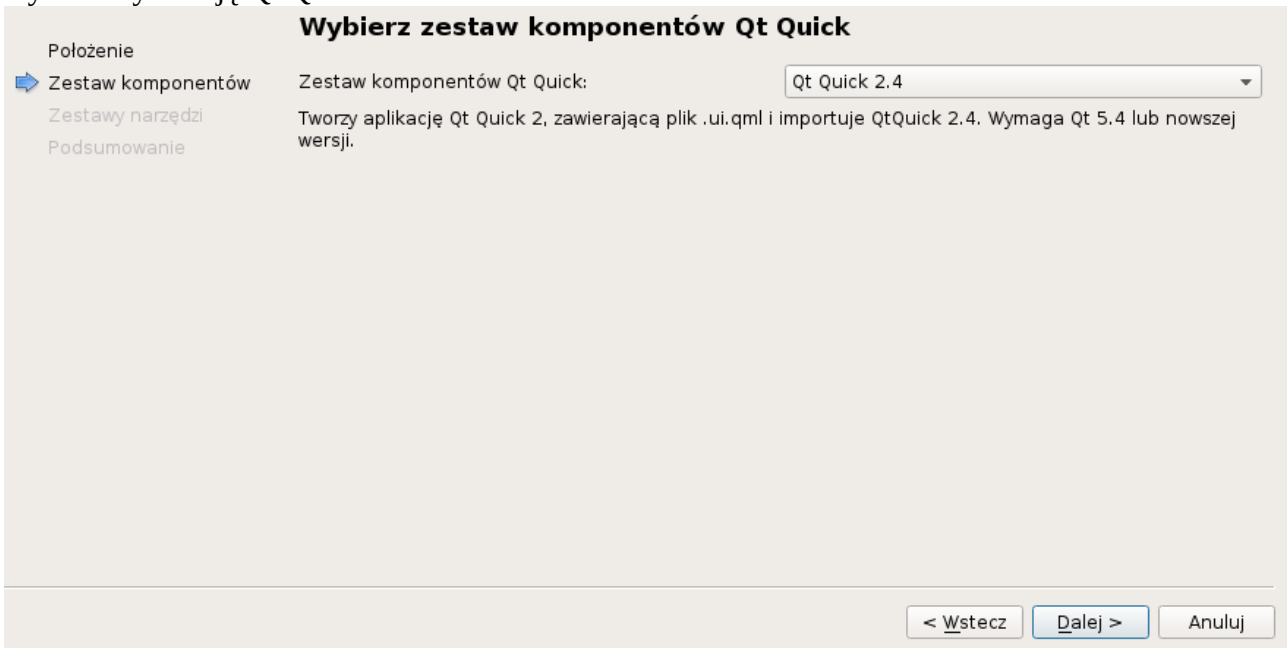 Wybierz zestaw komponentów Qt Quick
Położenie
Zestaw komponentów
Zestawy narzędzi
Podsumowanie
Zestaw komponentów Qt Quick:
Qt Quick 2.4
Tworzy aplikację Qt Quick 2, zawierającą plik .ui.qml i importuje QtQuick 2.4. Wymaga Qt 5.4 lub nowszej
wersji.
< Wstecz
Dalej >
Anuluj